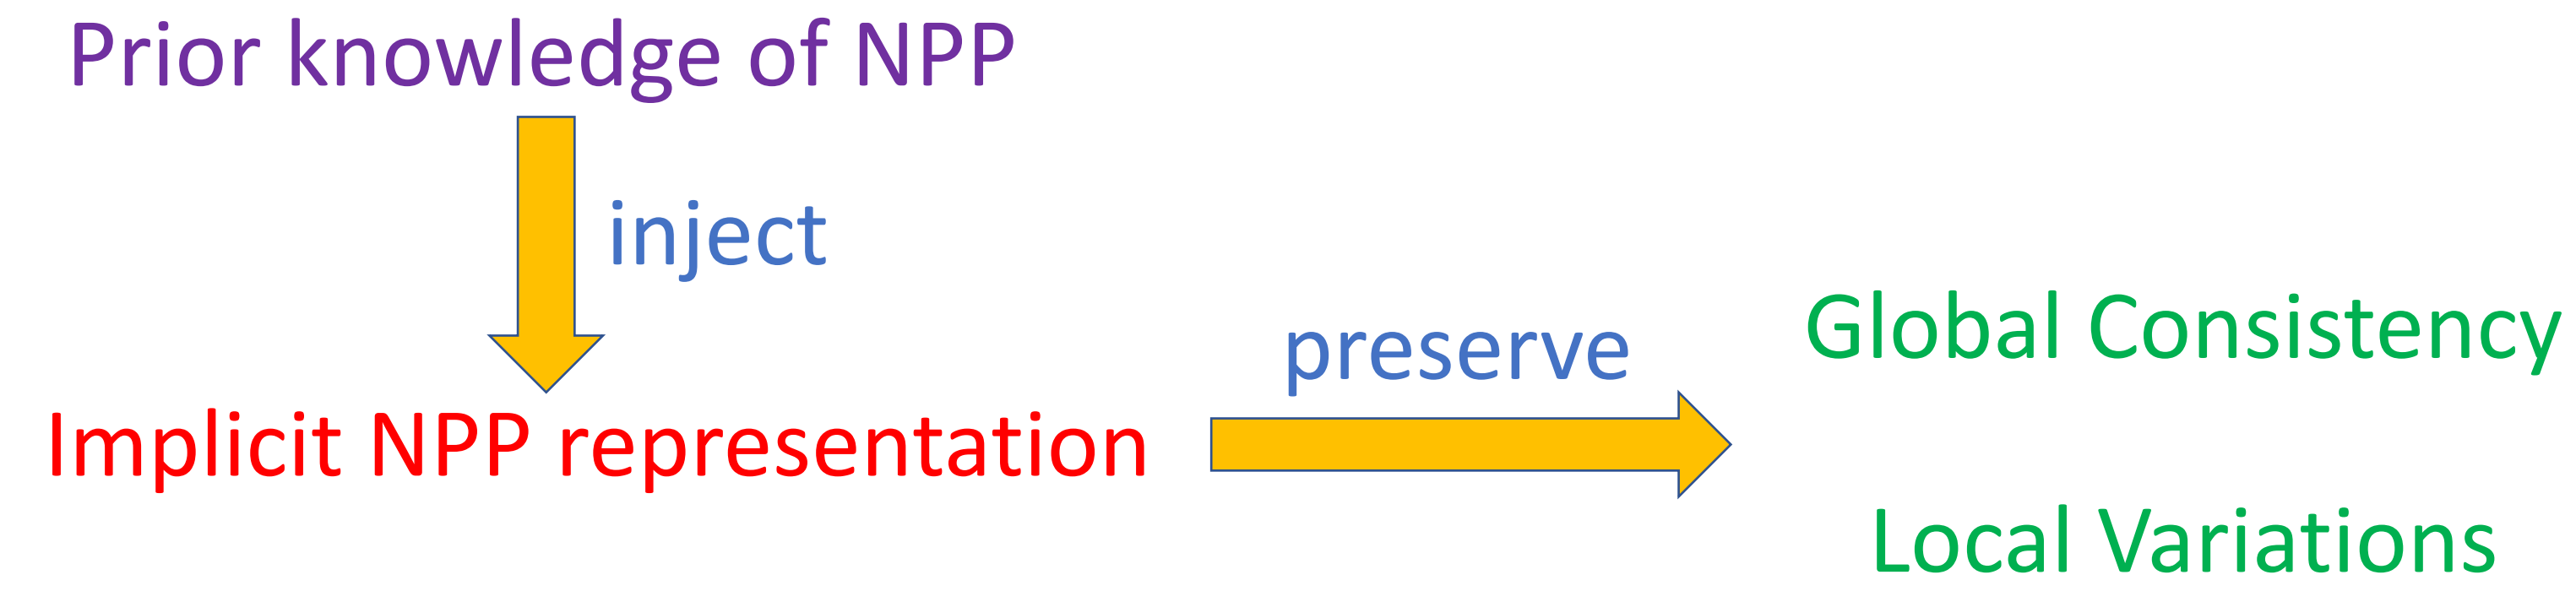 Prior knowledge of NPP
inject
preserve
Global Consistency
Implicit NPP representation
Local Variations